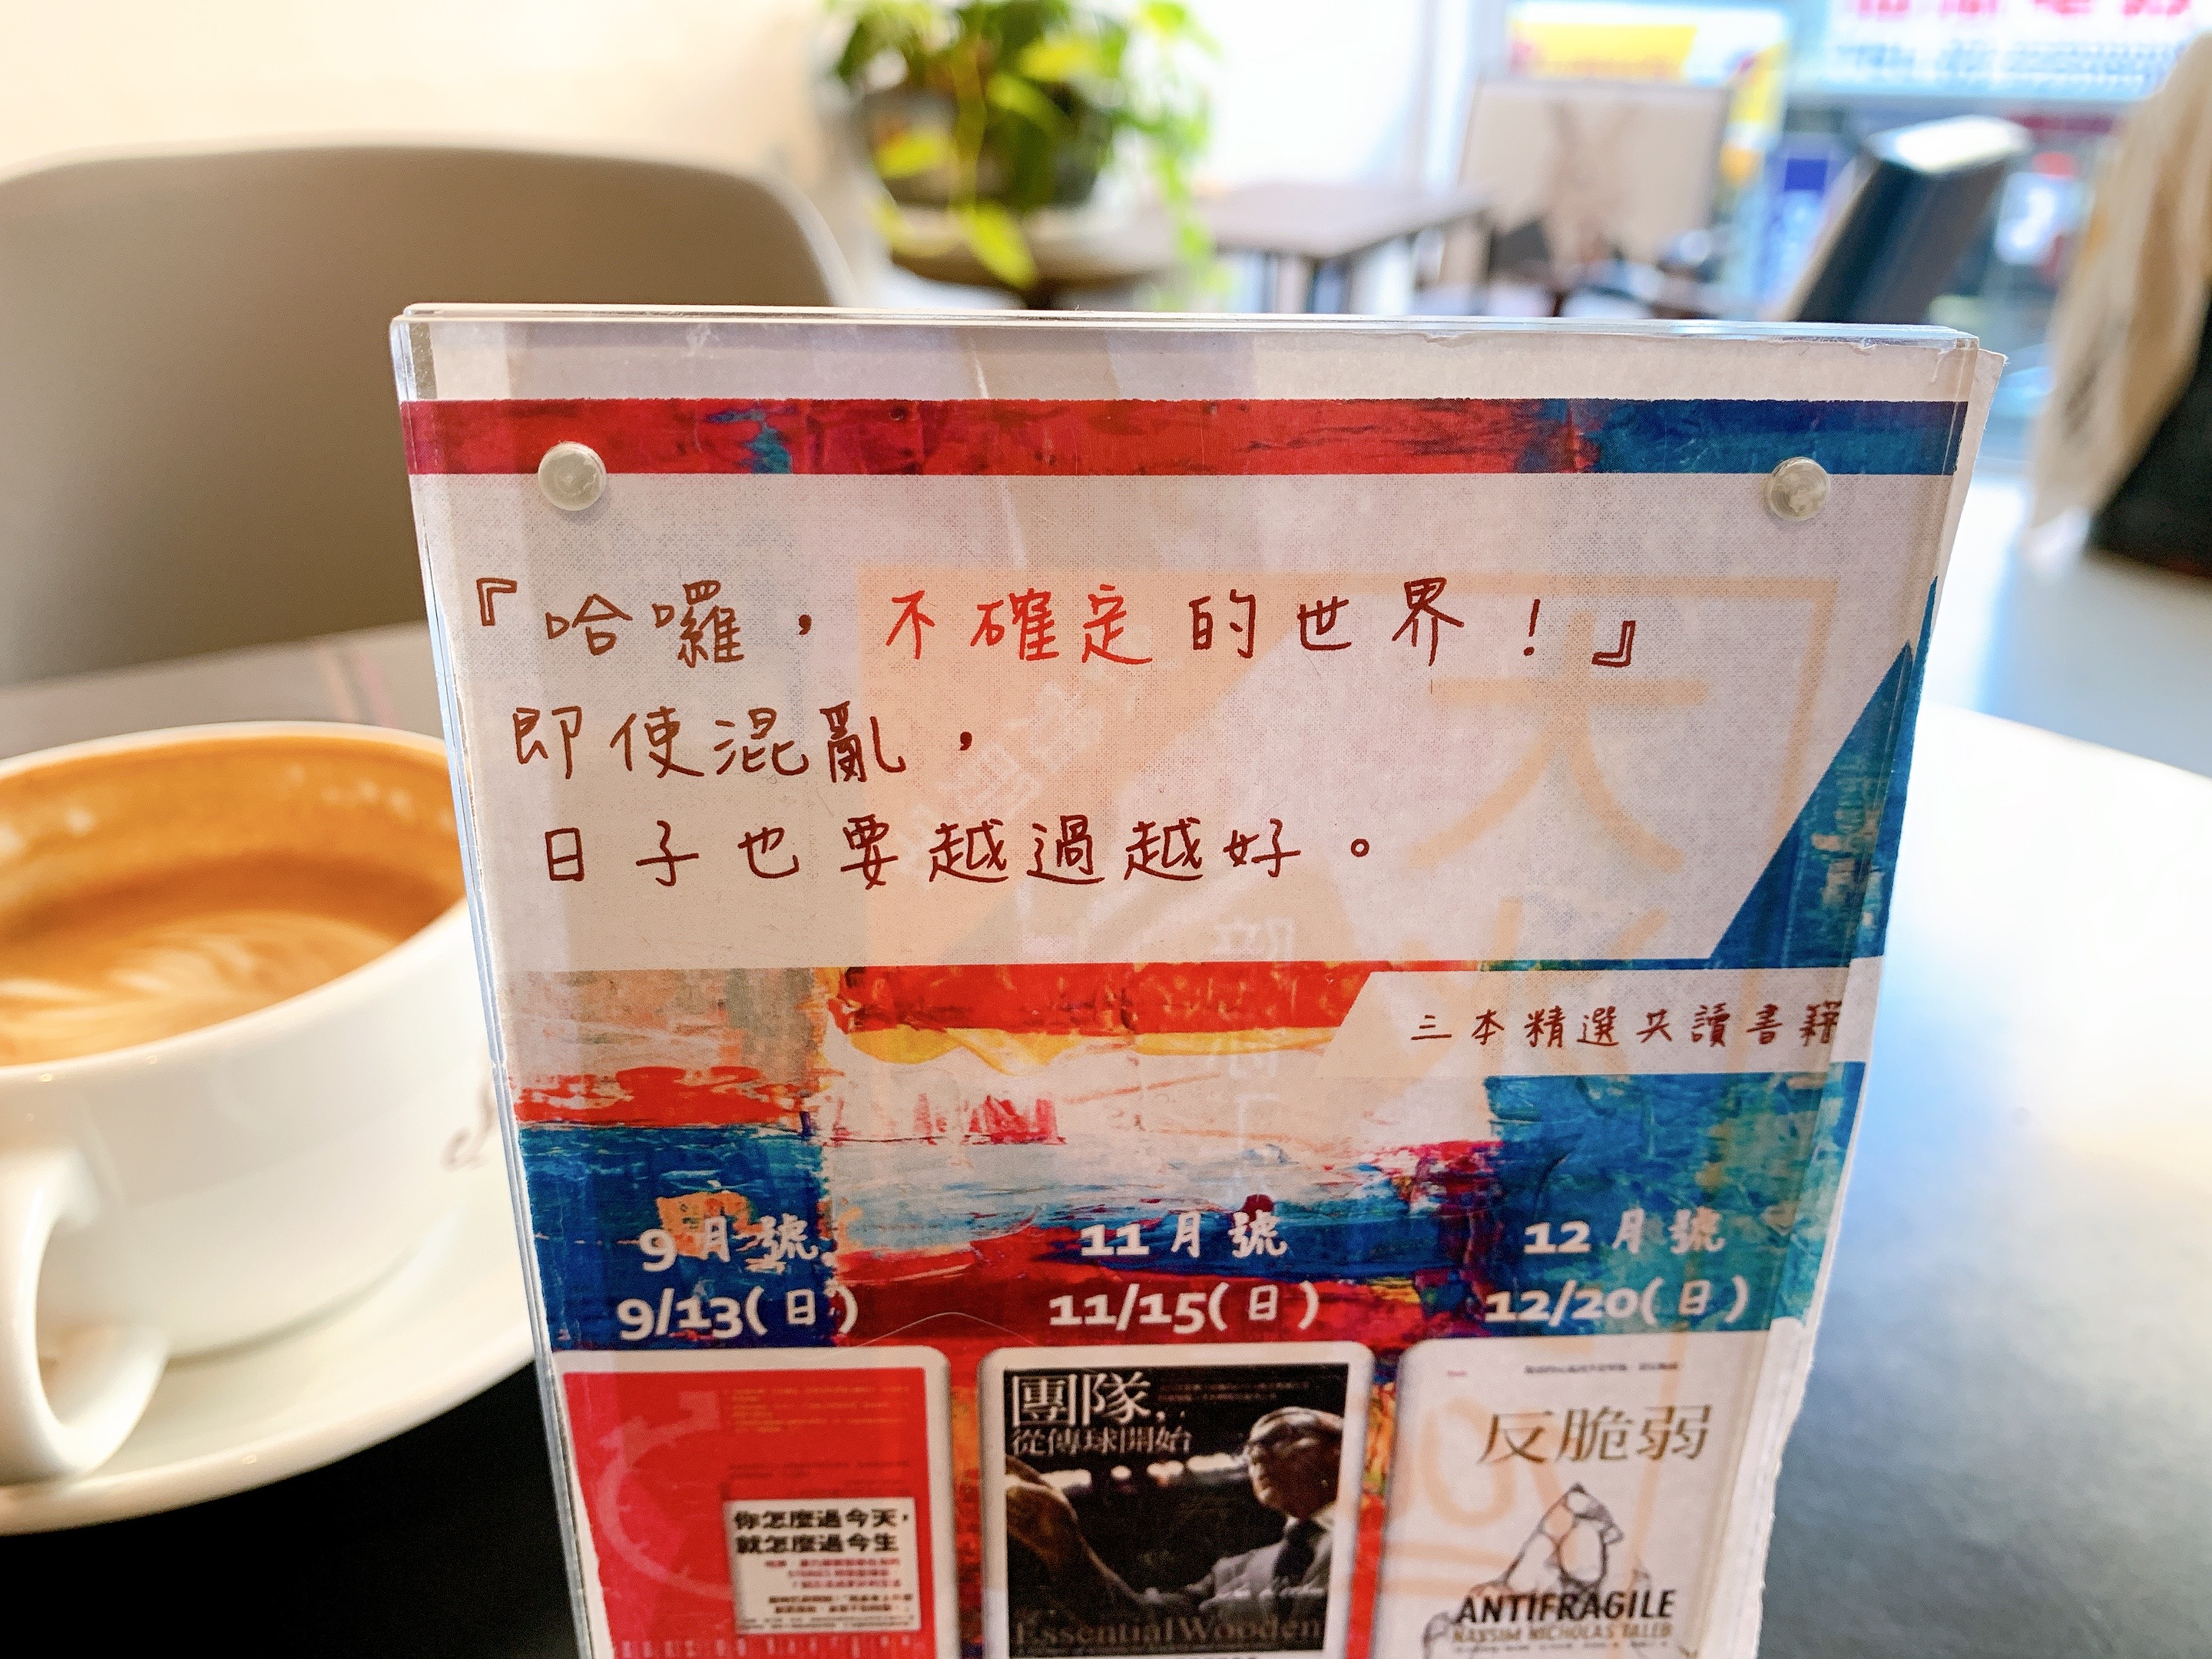 『哈囉，不確定的世界！』
即使混亂，
日子也要越過越好。
三本精選共讀書籍
9月號
9/13(日)
11月號
11/15(日)
12月號
12/20(日)
你怎麼過今天，
就怎麼過今生
團隊，
從傳球開始
Essential Wooden
反脆弱
ANTIFRAGILE
NASSIM NICHOLAS TALEB